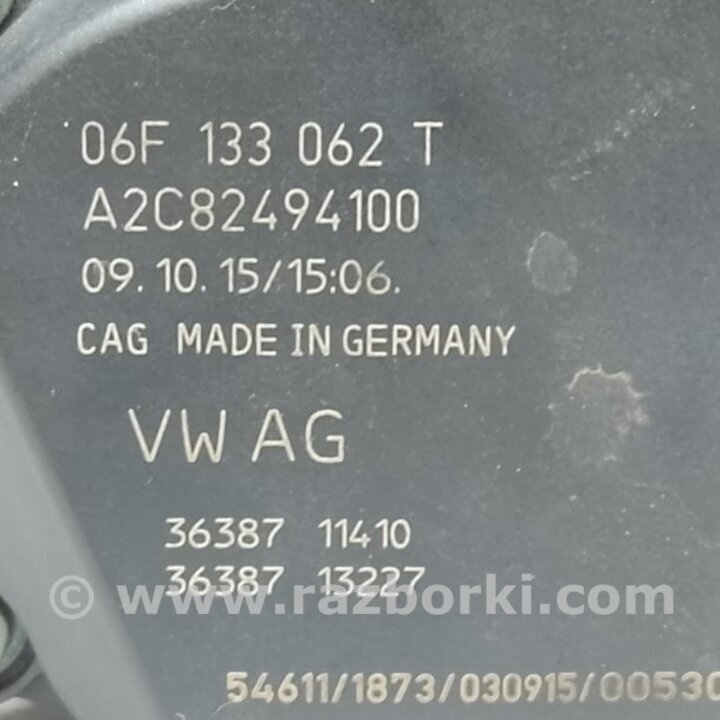 06F 133 062 T
A2C82494100
09.10.15/15:06.
CAG MADE IN GERMANY
VW AG
36387 11410
36387 13227
© www.razborki.com
54611/1873/030915/00530